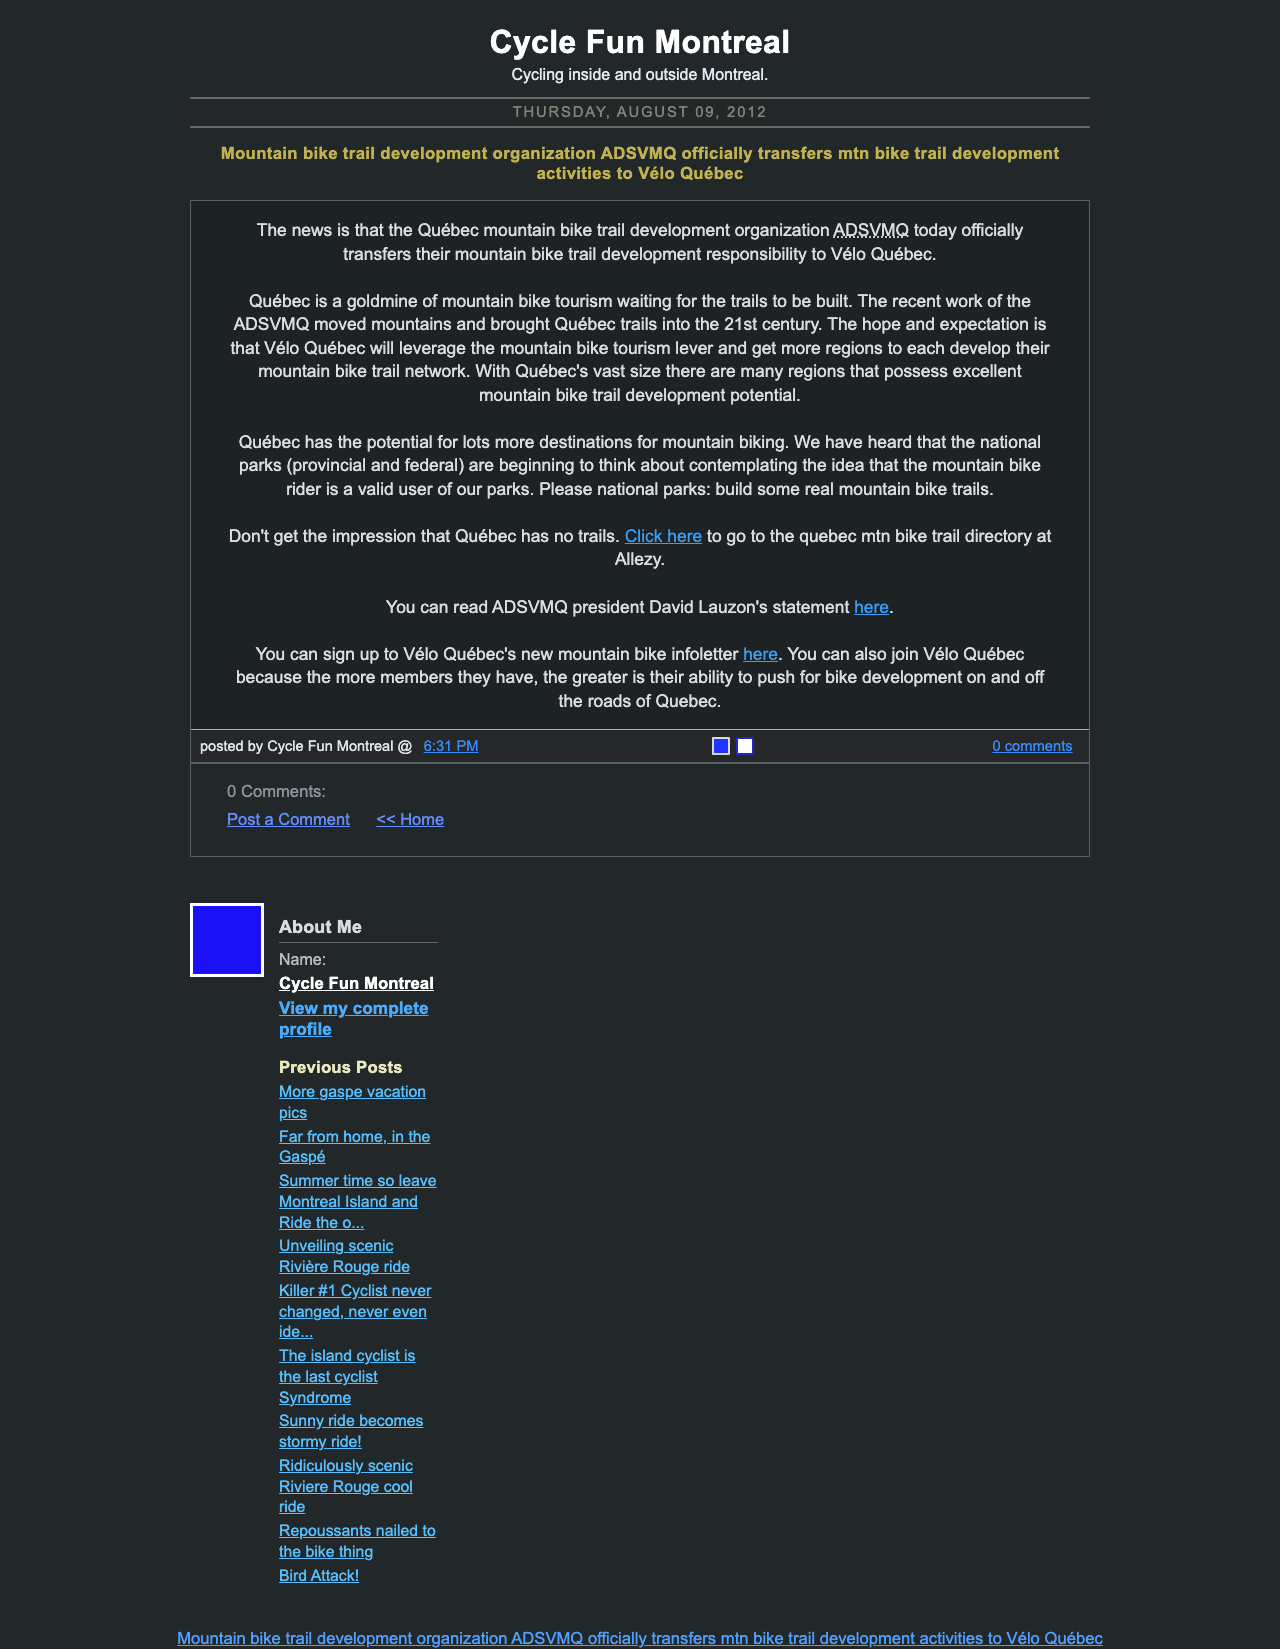 Cycle Fun Montreal
Cycling inside and outside Montreal.
THURSDAY, AUGUST 09, 2012
Mountain bike trail development organization ADSVMQ officially transfers mtn bike trail development
activities to Vélo Québec
The news is that the Québec mountain bike trail development organization ADSVMQ today officially
transfers their mountain bike trail development responsibility to Vélo Québec.
Québec is a goldmine of mountain bike tourism waiting for the trails to be built. The recent work of the
ADSVMQ moved mountains and brought Québec trails into the 21st century. The hope and expectation is
that Vélo Québec will leverage the mountain bike tourism lever and get more regions to each develop their
mountain bike trail network. With Québec's vast size there are many regions that possess excellent
mountain bike trail development potential.
Québec has the potential for lots more destinations for mountain biking. We have heard that the national
parks (provincial and federal) are beginning to think about contemplating the idea that the mountain bike
rider is a valid user of our parks. Please national parks: build some real mountain bike trails.
Don't get the impression that Québec has no trails. Click here to go to the quebec mtn bike trail directory at
Allezy.
You can read ADSVMQ president David Lauzon's statement here.
You can sign up to Vélo Québec's new mountain bike infoletter here. You can also join Vélo Québec
because the more members they have, the greater is their ability to push for bike development on and off
the roads of Quebec.
posted by Cycle Fun Montreal @ 6:31 PM 0 comments
0 Comments:
Post a Comment << Home
About Me
Name:
Cycle Fun Montreal
View my complete
profile
Previous Posts
More gaspe vacation
pics
Far from home, in the
Gaspé
Summer time so leave
Montreal Island and
Ride the o...
Unveiling scenic
Rivière Rouge ride
Killer #1 Cyclist never
changed, never even
ide...
The island cyclist is
the last cyclist
Syndrome
Sunny ride becomes
stormy ride!
Ridiculously scenic
Riviere Rouge cool
ride
Repoussants nailed to
the bike thing
Bird Attack!
Mountain bike trail development organization ADSVMQ officially transfers mtn bike trail development activities to Vélo Québec